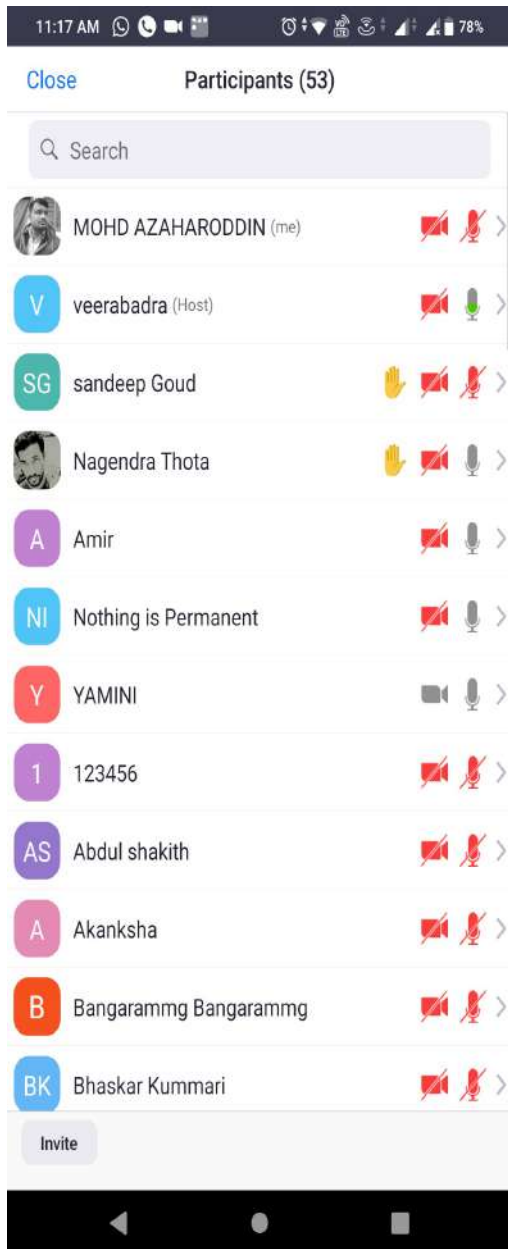 11:17 AM 78%
Close Participants (53)
Search
MOHD AZAHARODDIN (me)
V veerabadra (Host)
SG sandeep Goud
Nagendra Thota
A Amir
NI Nothing is Permanent
Y YAMINI
1 123456
AS Abdul shakith
A Akanksha
B Bangarammg Bangarammg
BK Bhaskar Kummari
Invite